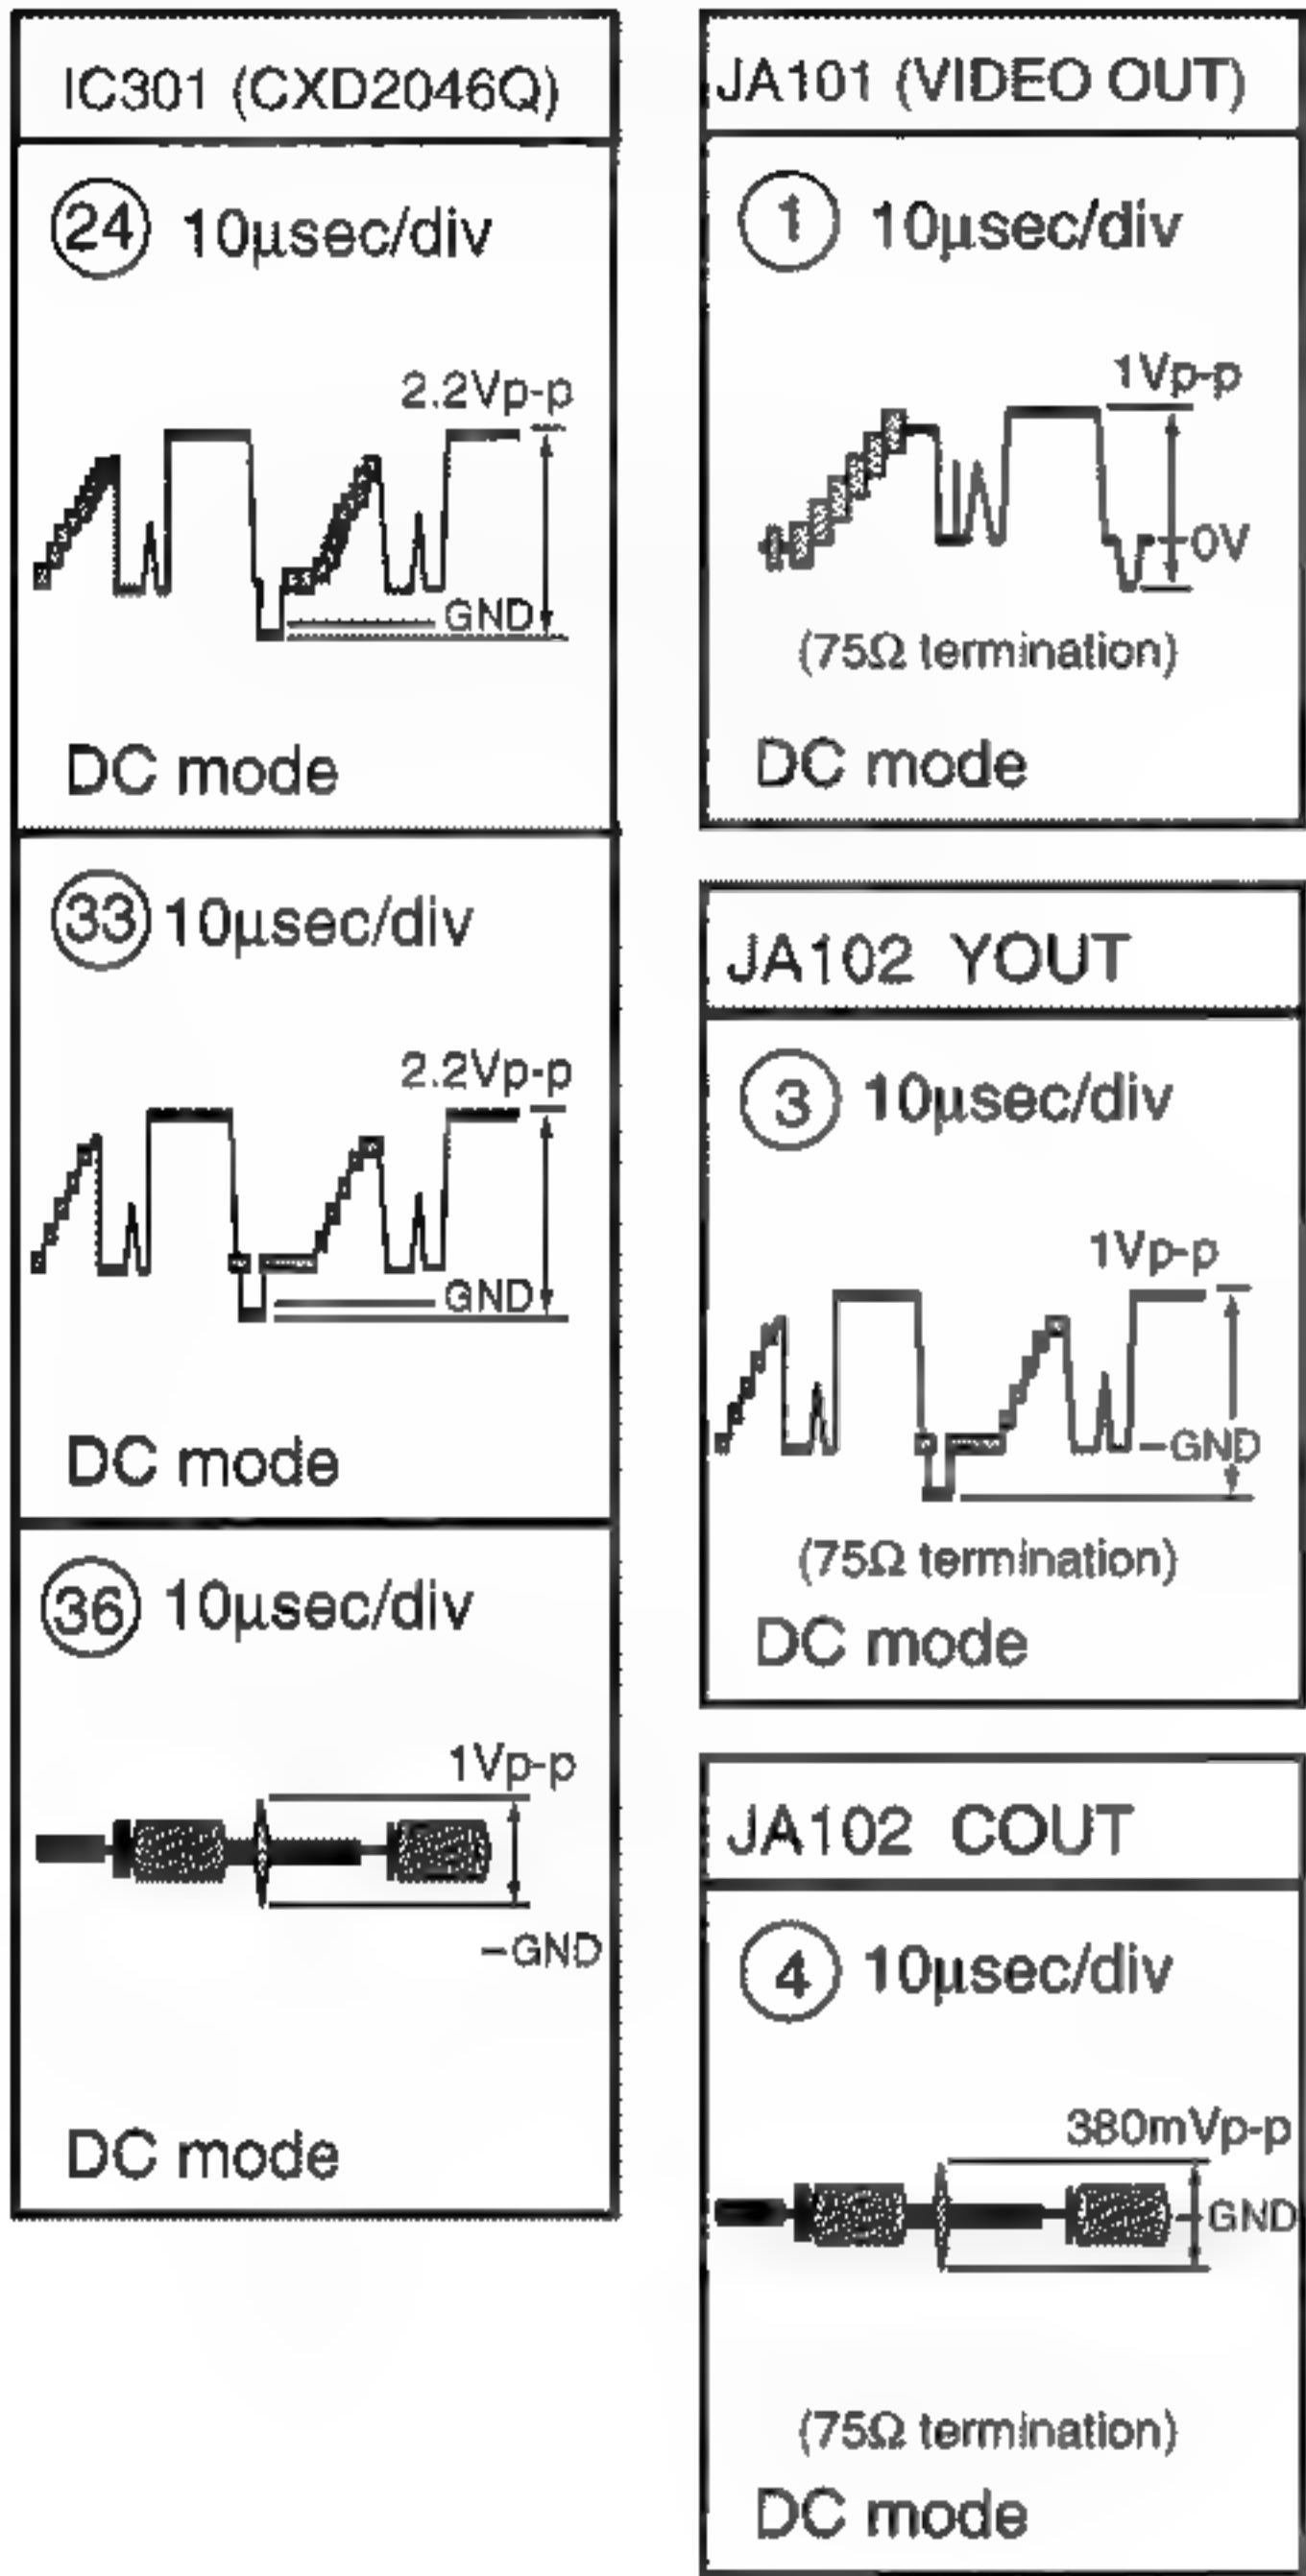 IC301 (CXD2046Q)
24 10μsec/div
2.2Vp-p
GND
DC mode
33 10μsec/div
2.2Vp-p
GND
DC mode
36 10μsec/div
1Vp-p
GND
DC mode
JA101 (VIDEO OUT)
1 10μsec/div
1Vp-p
0V
(75Ω termination)
DC mode
JA102 YOUT
3 10μsec/div
1Vp-p
GND
(75Ω termination)
DC mode
JA102 COUT
4 10μsec/div
380mVp-p
GND
(75Ω termination)
DC mode